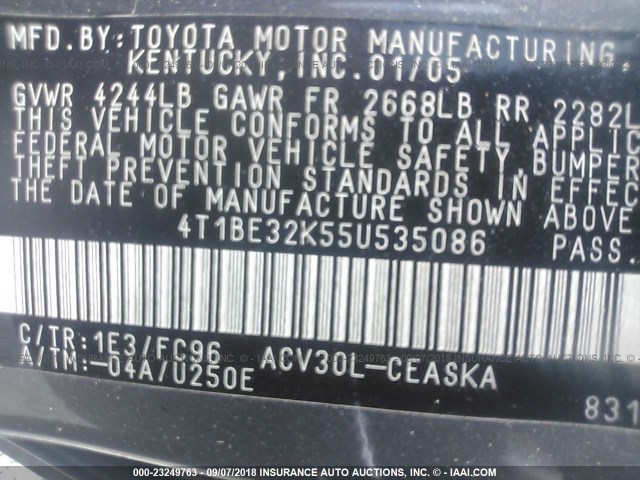 MFD.BY:TOYOTA MOTOR MANUFACTURING
KENTUCKY,INC.01/05
GVWR 4244LB GAWR FR 2668LB RR 2282L
THIS VEHICLE CONFORMS TO ALL APPLIC
FEDERAL MOTOR VEHICLE SAFETY,BUMPER
THEFT PREVENTION STANDARDS IN EFFEC
THE DATE OF MANUFACTURE SHOWN ABOVE
4T1BE32K55U535086 PASS.
C/TR:1E3/FC96 ACV30L-CEASKA
A/TM:-04A/U250E
831
000-23249763 - 09/07/2018 - INSURANCE AUTO AUCTIONS, INC. - © - IAAI.COM